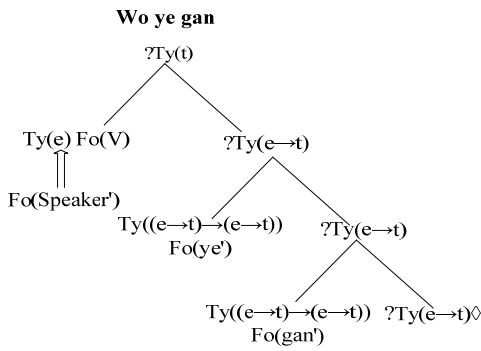 Wo ye gan
?Ty(t)
Ty(e) Fo(V)
?Ty(e→t)
Fo(Speaker')
Ty((e→t)→(e→t))
Fo(ye')
?Ty(e→t)
Ty((e→t)→(e→t))
Fo(gan')
?Ty(e→t)◊